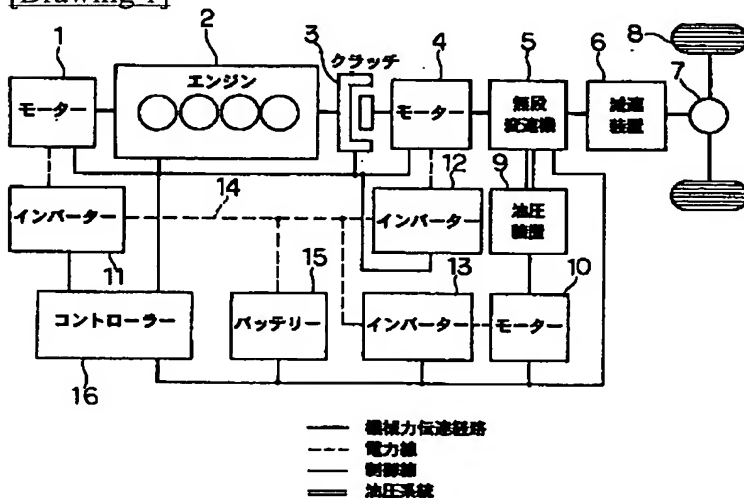 [Drawing 1]
1
2
3
4
5
6
8
7
クラッチ
エンジン
モーター
モーター
無段
変速機
減速
装置
14
12
9
インバーター
インバーター
油圧
装置
11
15
13
10
コントローラー
バッテリー
インバーター
モーター
16
機械力伝達経路
電力線
制御線
油圧系統